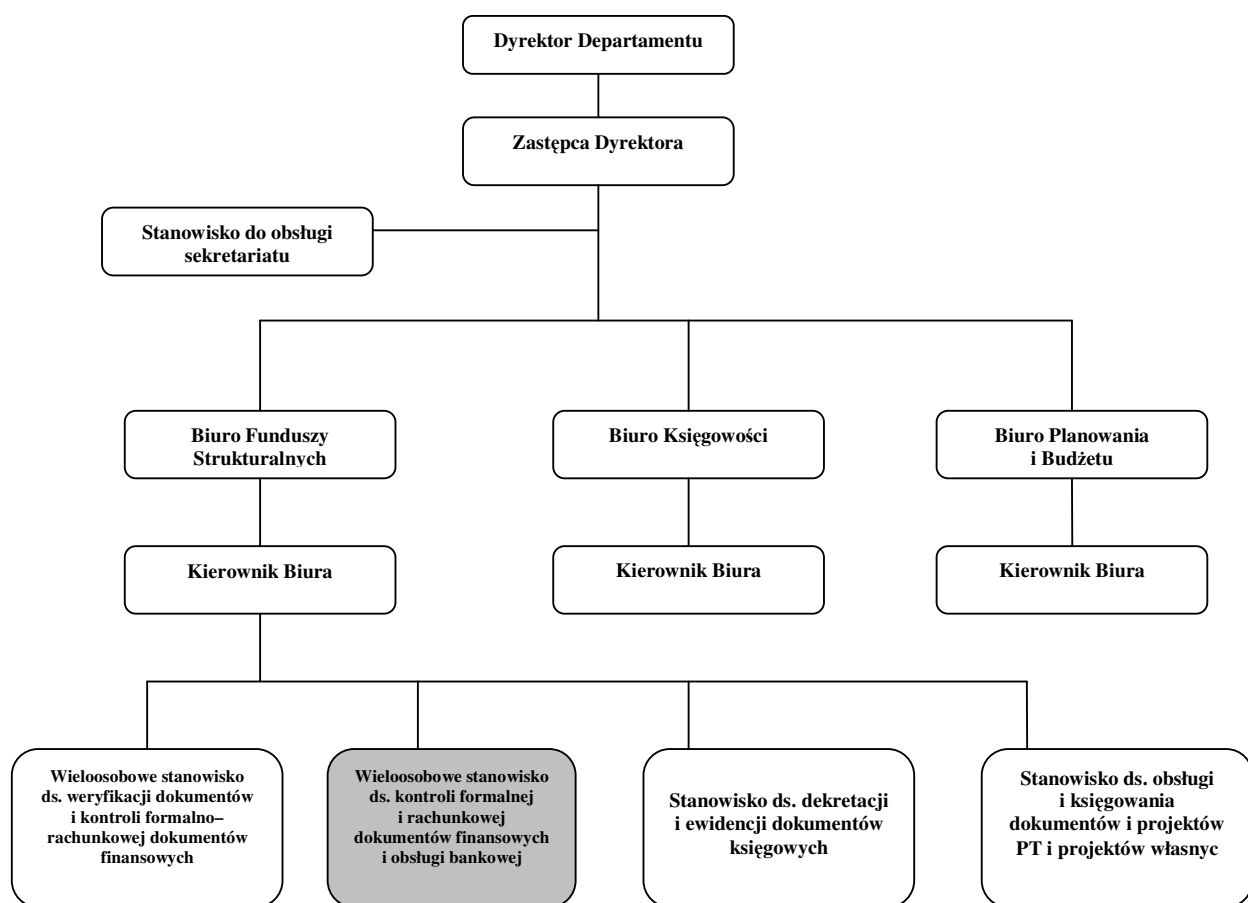 Dyrektor Departamentu
Zastępca Dyrektora
Stanowisko do obsługi
sekretariatu
Biuro Funduszy
Strukturalnych
Biuro Księgowości
Biuro Planowania
i Budżetu
Kierownik Biura
Kierownik Biura
Kierownik Biura
Wieloosobowe stanowisko
ds. weryfikacji dokumentów
i kontroli formalno–
rachunkowej dokumentów
finansowych
Wieloosobowe stanowisko
ds. kontroli formalnej
i rachunkowej
dokumentów finansowych
i obsługi bankowej
Stanowisko ds. dekretacji
i ewidencji dokumentów
księgowych
Stanowisko ds. obsługi
i księgowania
dokumentów i projektów
PT i projektów własnyc